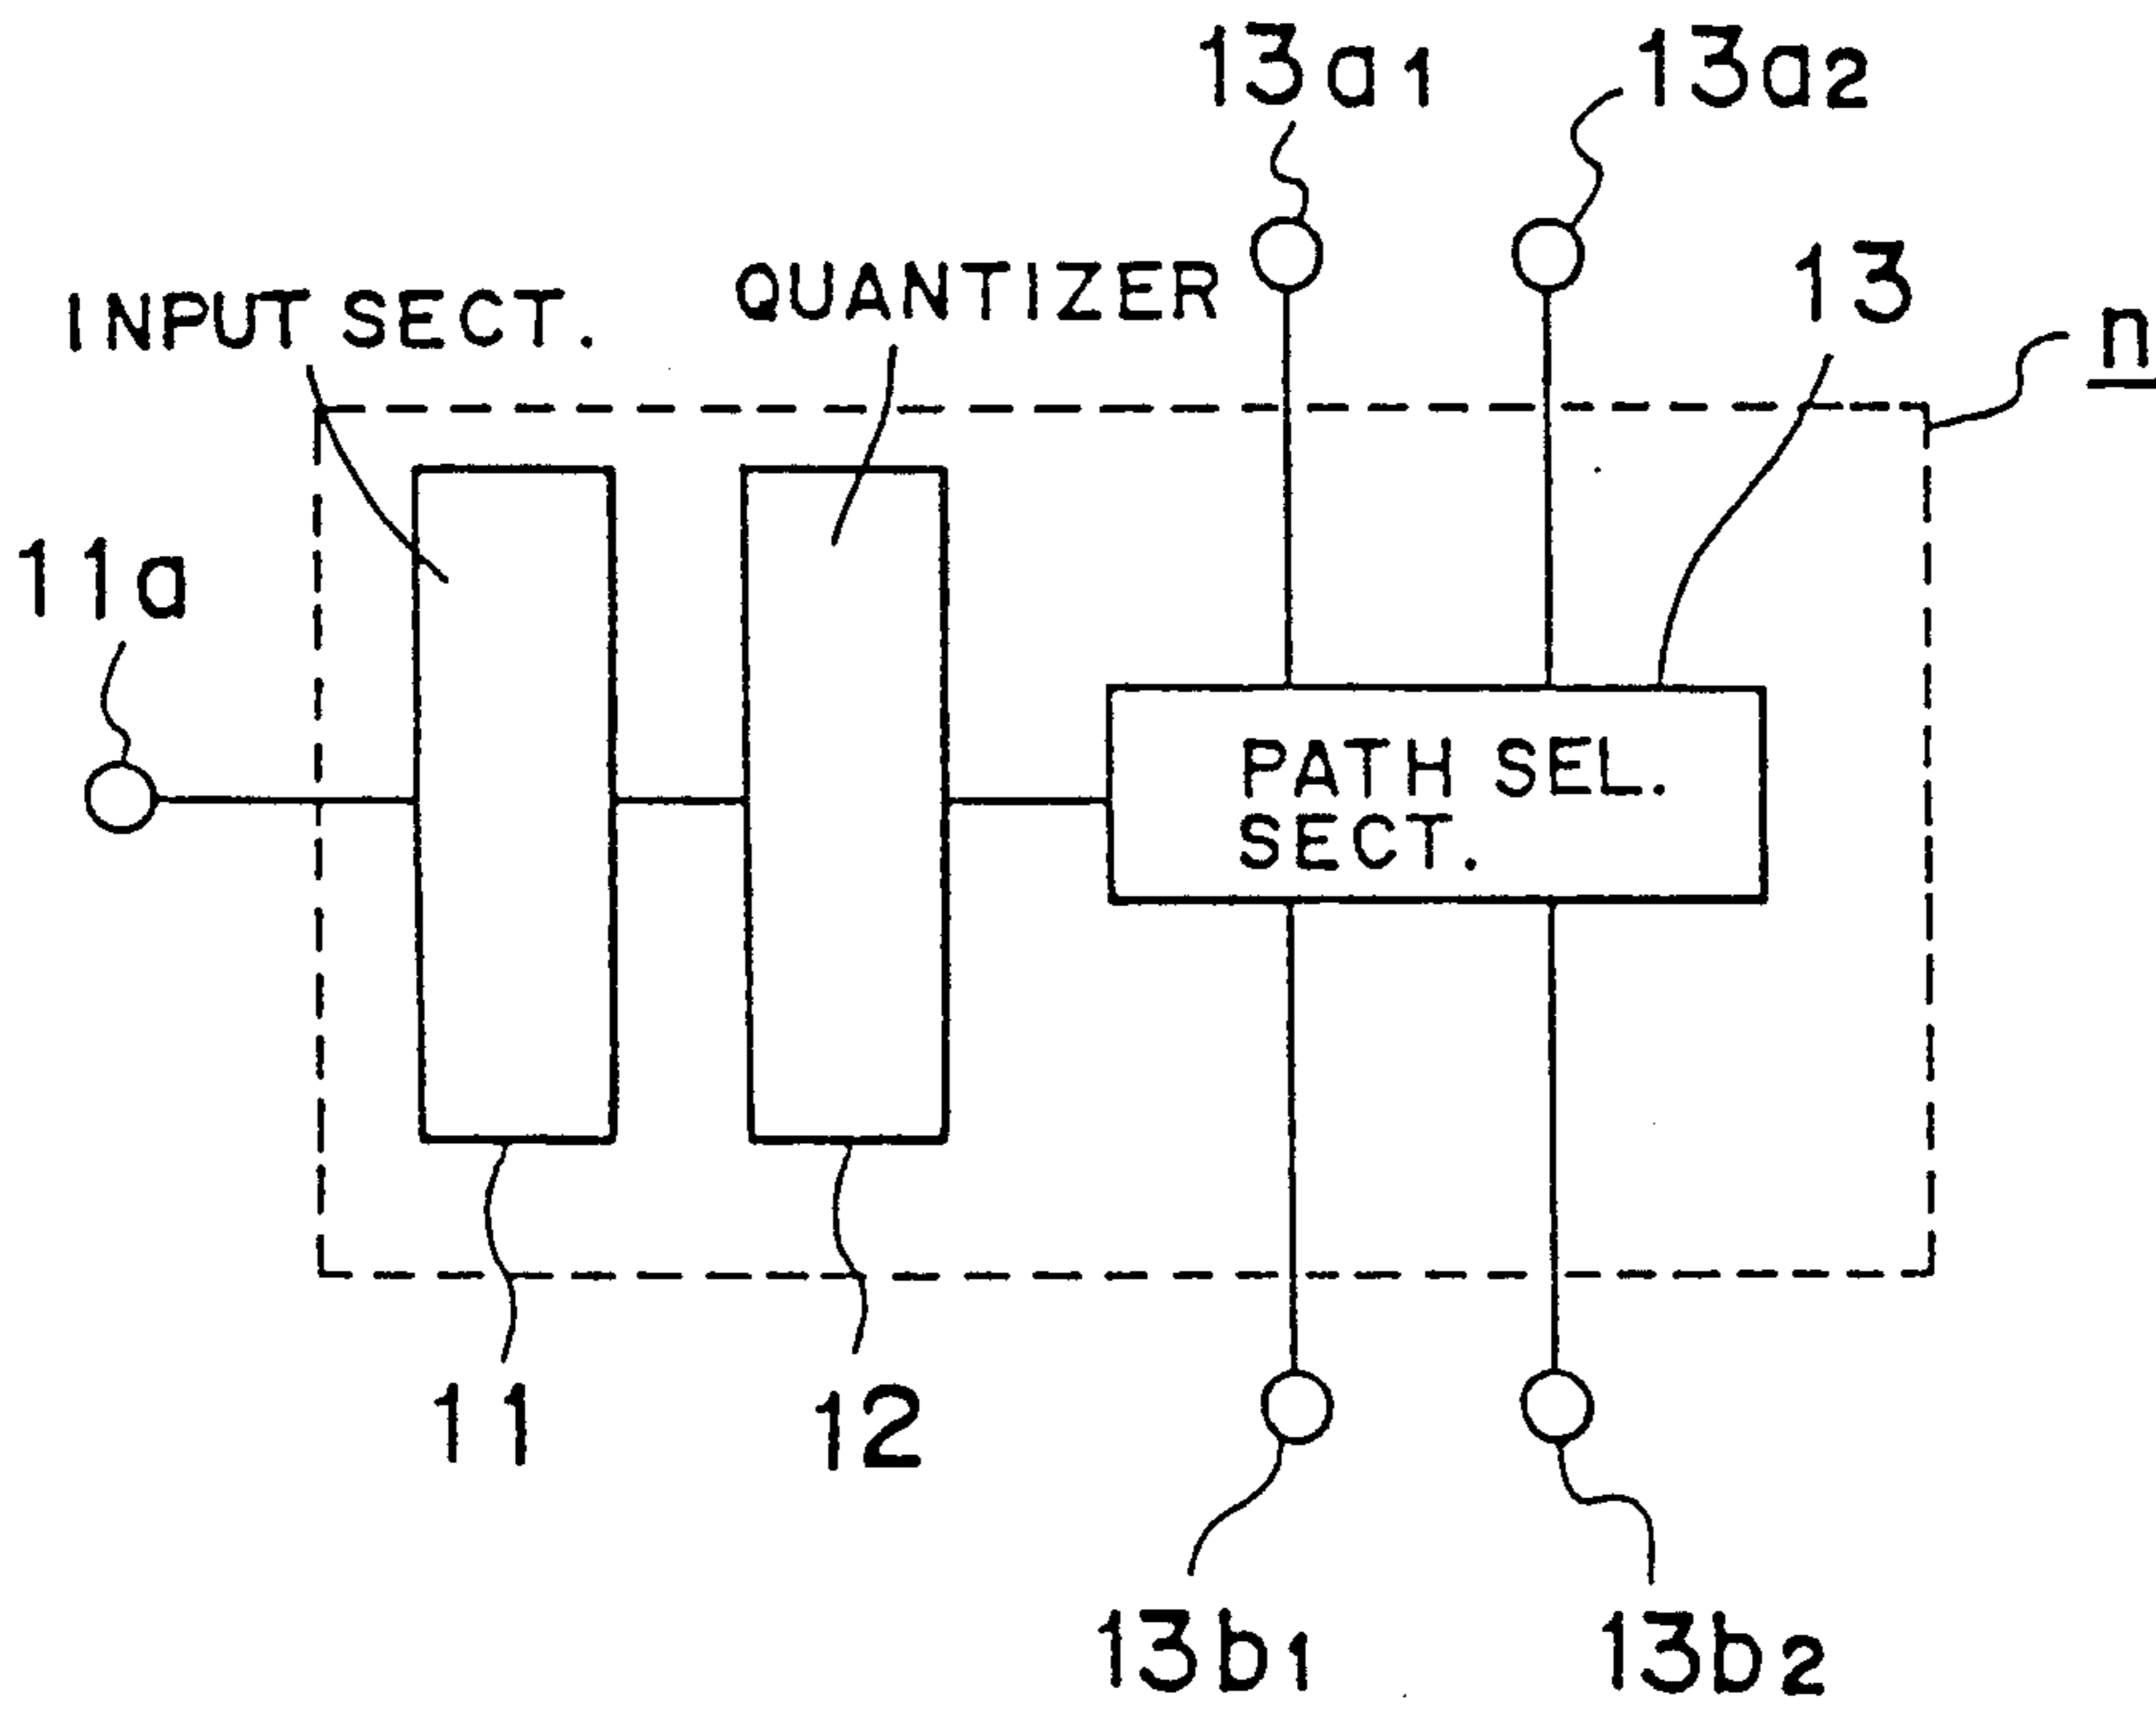 13a1
13a2
INPUT SECT.
QUANTIZER
13
n
11a
PATH SEL.
SECT.
11
12
13b1
13b2